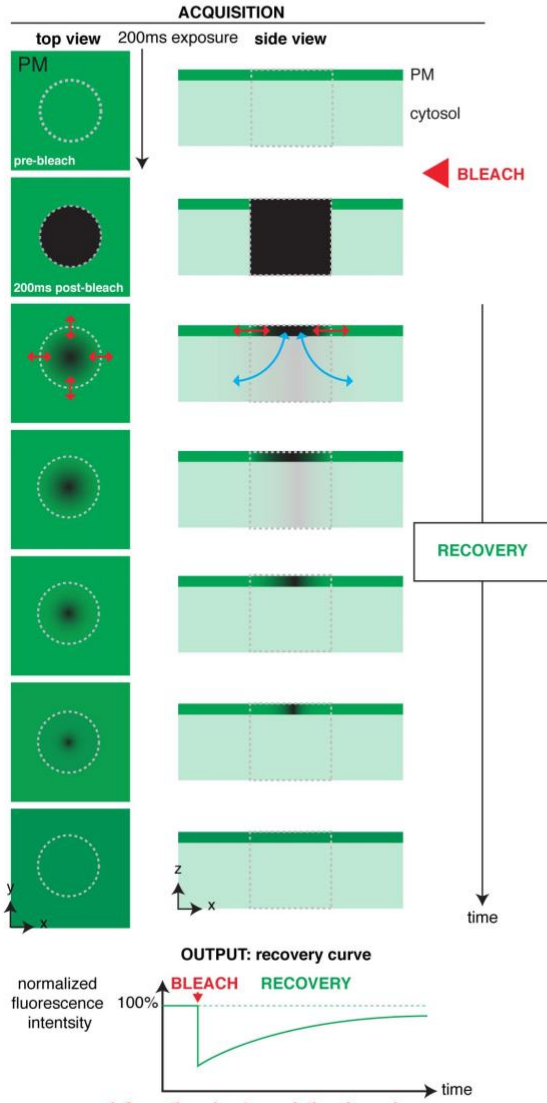 ACQUISITION
top view
200ms exposure
side view
PM
pre-bleach
PM
cytosol
BLEACH
200ms post-bleach
RECOVERY
y
x
z
x
time
OUTPUT: recovery curve
normalized
fluorescence
intentsity
100%
BLEACH
RECOVERY
time